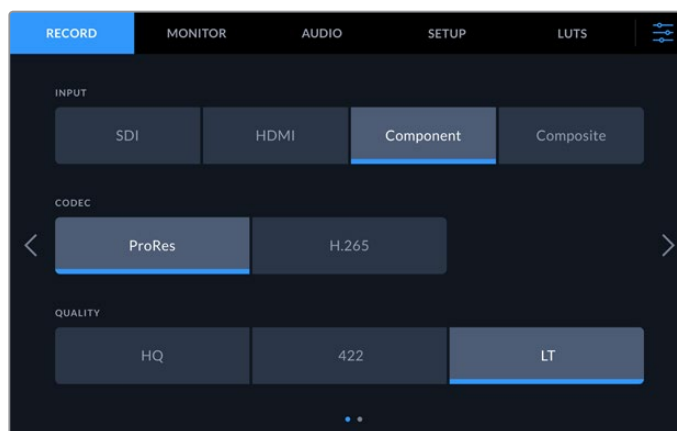 RECORD MONITOR AUDIO SETUP LUTS
INPUT
SDI HDMI Component Composite
CODEC
ProRes H.265
QUALITY
HQ 422 LT